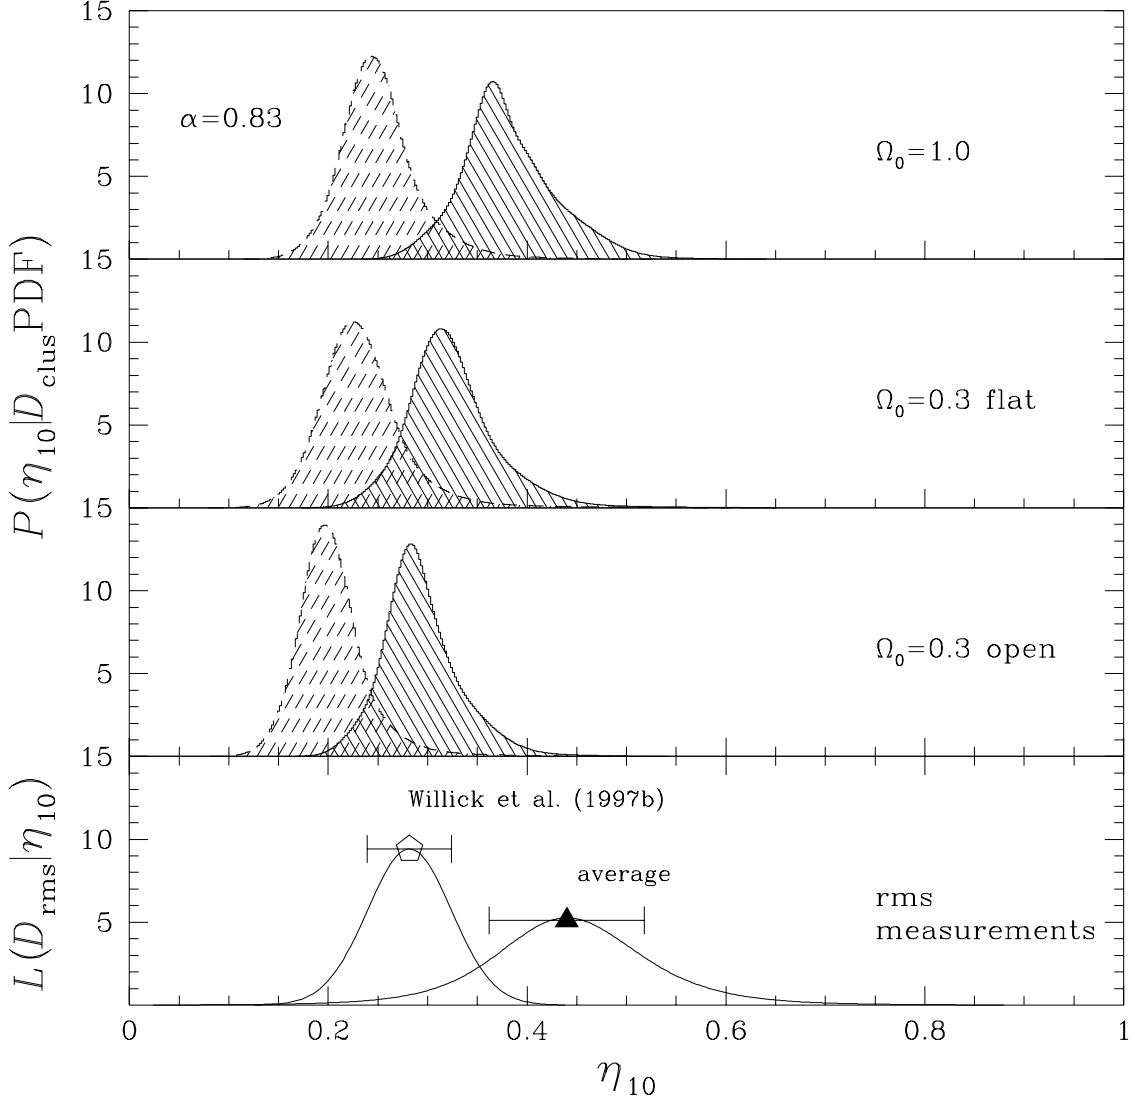 15
10
5
α=0.83
Ω0=1.0
15
10
5
Ω0=0.3 flat
15
10
5
Ω0=0.3 open
15
10
5
Willick et al. (1997b)
average
rms
measurements
P(η10|DclusPDF)
L(Drms|η10)
0 0.2 0.4 0.6 0.8 1
η10